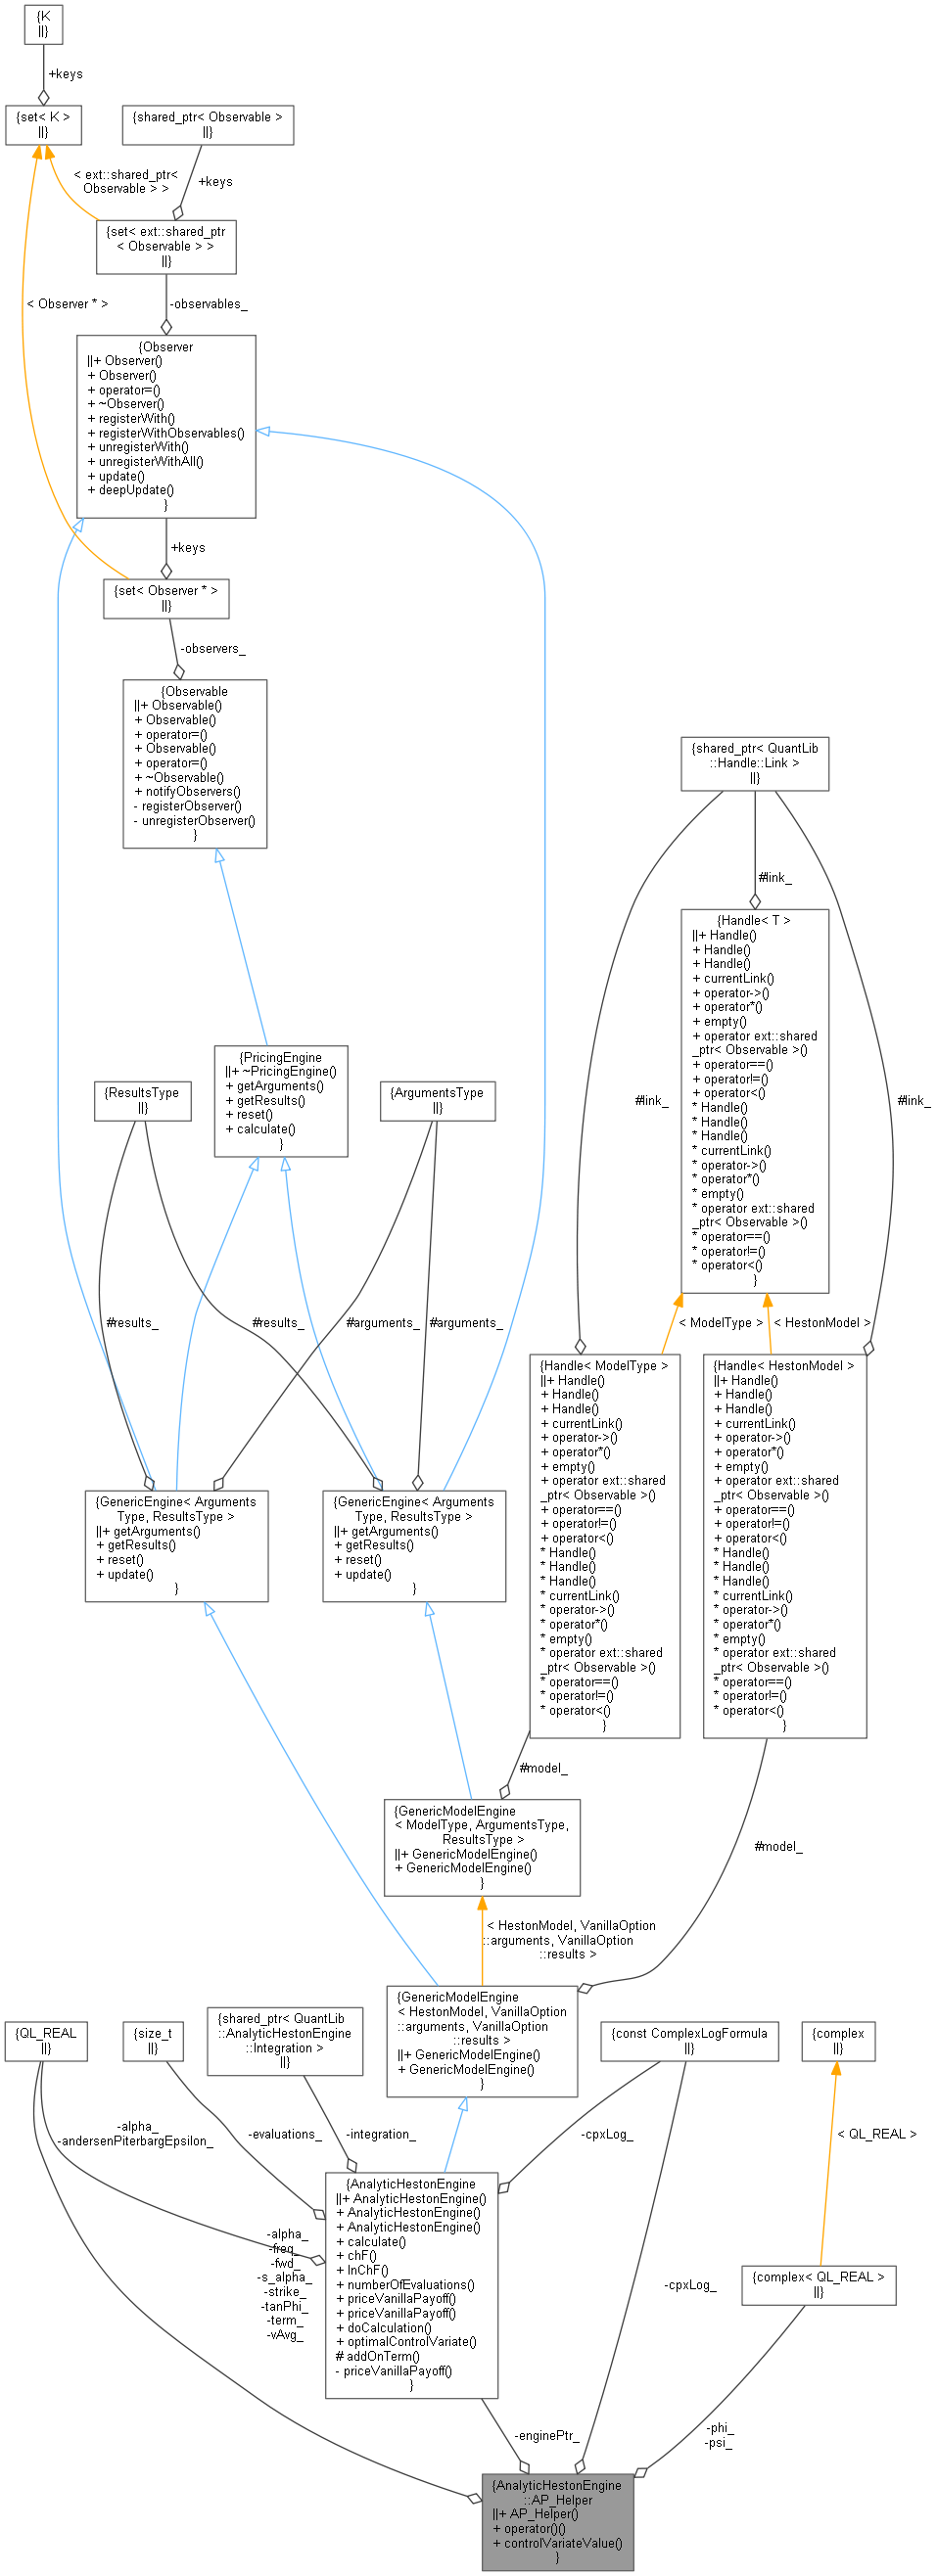 {K
||}
+keys
{set< K >
||}
{shared_ptr< Observable >
||}
< ext::shared_ptr<
Observable > >
+keys
{set< ext::shared_ptr
< Observable > >
||}
< Observer * >
-observables_
{Observer
||+ Observer()
+ Observer()
+ operator=()
+ ~Observer()
+ registerWith()
+ registerWithObservables()
+ unregisterWith()
+ unregisterWithAll()
+ update()
+ deepUpdate()
}
+keys
{set< Observer * >
||}
-observers_
{Observable
||+ Observable()
+ Observable()
+ operator=()
+ Observable()
+ operator=()
+ ~Observable()
+ notifyObservers()
- registerObserver()
- unregisterObserver()
}
{shared_ptr< QuantLib
::Handle::Link >
||}
#link_
{Handle< T >
||+ Handle()
+ Handle()
+ Handle()
+ currentLink()
+ operator->()
+ operator*()
+ empty()
+ operator ext::shared
_ptr< Observable >()
+ operator==()
+ operator!=()
+ operator<()
* Handle()
* Handle()
* Handle()
* currentLink()
* operator->()
* operator*()
* empty()
* operator ext::shared
_ptr< Observable >()
* operator==()
* operator!=()
* operator<()
}
{PricingEngine
||+ ~PricingEngine()
+ getArguments()
+ getResults()
+ reset()
+ calculate()
}
{ResultsType
||}
{ArgumentsType
||}
#link_
#link_
#results_
#results_
#arguments_
#arguments_
< ModelType >
< HestonModel >
{Handle< ModelType >
||+ Handle()
+ Handle()
+ Handle()
+ currentLink()
+ operator->()
+ operator*()
+ empty()
+ operator ext::shared
_ptr< Observable >()
+ operator==()
+ operator!=()
+ operator<()
* Handle()
* Handle()
* Handle()
* currentLink()
* operator->()
* operator*()
* empty()
* operator ext::shared
_ptr< Observable >()
* operator==()
* operator!=()
* operator<()
}
{Handle< HestonModel >
||+ Handle()
+ Handle()
+ Handle()
+ currentLink()
+ operator->()
+ operator*()
+ empty()
+ operator ext::shared
_ptr< Observable >()
+ operator==()
+ operator!=()
+ operator<()
* Handle()
* Handle()
* Handle()
* currentLink()
* operator->()
* operator*()
* empty()
* operator ext::shared
_ptr< Observable >()
* operator==()
* operator!=()
* operator<()
}
{GenericEngine< Arguments
Type, ResultsType >
||+ getArguments()
+ getResults()
+ reset()
+ update()
}
{GenericEngine< Arguments
Type, ResultsType >
||+ getArguments()
+ getResults()
+ reset()
+ update()
}
#model_
{GenericModelEngine
< ModelType, ArgumentsType,
ResultsType >
||+ GenericModelEngine()
+ GenericModelEngine()
}
#model_
< HestonModel, VanillaOption
::arguments, VanillaOption
::results >
{GenericModelEngine
< HestonModel, VanillaOption
::arguments, VanillaOption
::results >
||+ GenericModelEngine()
+ GenericModelEngine()
}
{QL_REAL
||}
{size_t
||}
{shared_ptr< QuantLib
::AnalyticHestonEngine
::Integration >
||}
{const ComplexLogFormula
||}
{complex
||}
-alpha_
-andersenPiterbargEpsilon_
-evaluations_
-integration_
-cpxLog_
< QL_REAL >
{AnalyticHestonEngine
||+ AnalyticHestonEngine()
+ AnalyticHestonEngine()
+ AnalyticHestonEngine()
+ calculate()
+ chF()
+ lnChF()
+ numberOfEvaluations()
+ priceVanillaPayoff()
+ priceVanillaPayoff()
+ doCalculation()
+ optimalControlVariate()
# addOnTerm()
- priceVanillaPayoff()
}
-alpha_
-freq_
-fwd_
-s_alpha_
-strike_
-tanPhi_
-term_
-vAvg_
-cpxLog_
{complex< QL_REAL >
||}
-enginePtr_
-phi_
-psi_
{AnalyticHestonEngine
::AP_Helper
||+ AP_Helper()
+ operator()()
+ controlVariateValue()
}